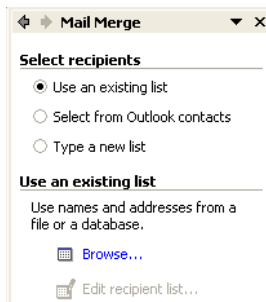 Mail Merge
Select recipients
Use an existing list
Select from Outlook contacts
Type a new list
Use an existing list
Use names and addresses from a
file or a database.
Browse...
Edit recipient list...